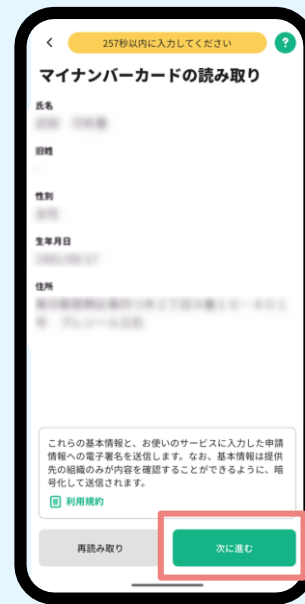 257秒以内に入力してください
?
マイナンバーカードの読み取り
氏名
旧姓
性別
生年月日
住所
これらの基本情報と、お使いのサービスに入力した申請
情報への電子署名を送信します。なお、基本情報は提供
先の組織のみが内容を確認することができるように、暗
号化して送信されます。
利用規約
再読み取り
次に進む